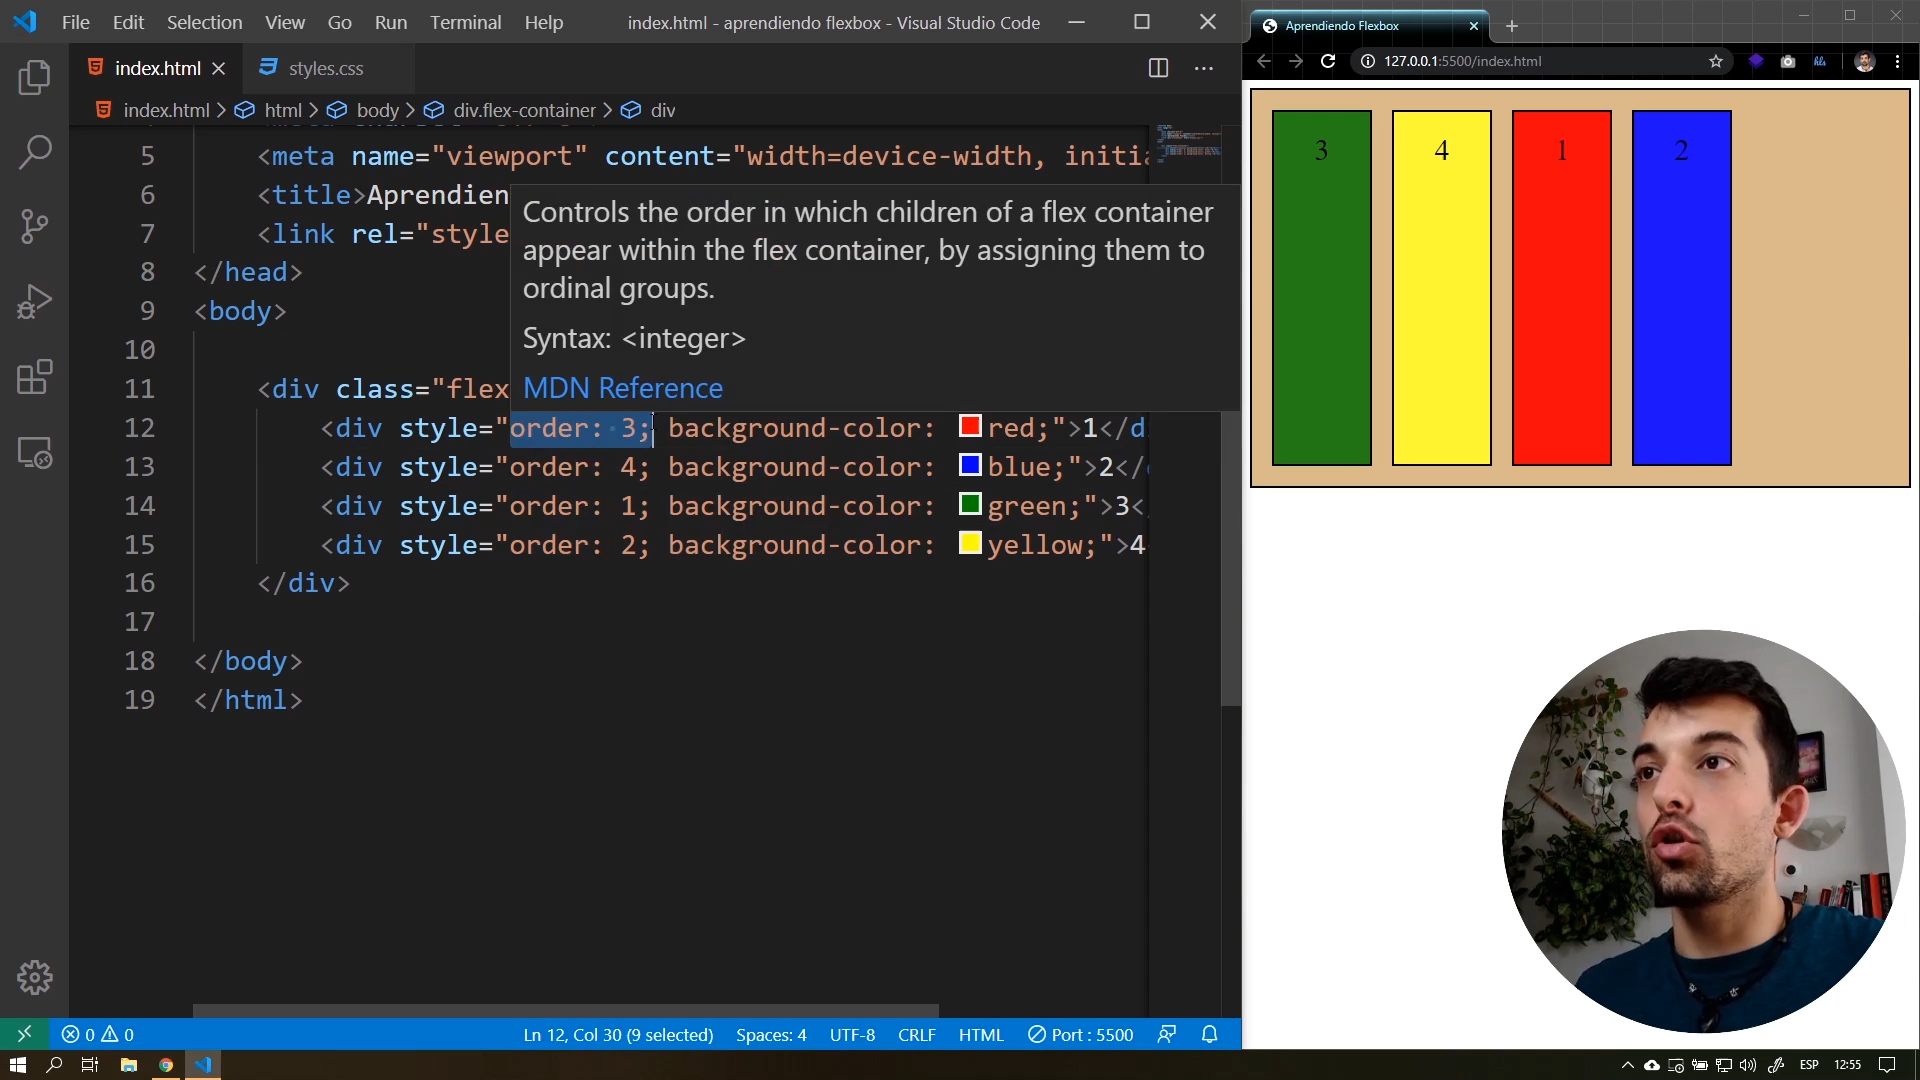 File Edit Selection View Go Run Terminal Help
index.html - aprendiendo flexbox - Visual Studio Code
index.html
styles.css
index.html > html > body > div.flex-container > div
5 <meta name="viewport" content="width=device-width, initia
6 <title>Aprendien
7 <link rel="style
8 </head>
9 <body>
10
11 <div class="flex
12 <div style="order: 3; background-color: red;">1</d
13 <div style="order: 4; background-color: blue;">2</
14 <div style="order: 1; background-color: green;">3<
15 <div style="order: 2; background-color: yellow;">4
16 </div>
17
18 </body>
19 </html>
Controls the order in which children of a flex container
appear within the flex container, by assigning them to
ordinal groups.
Syntax: <integer>
MDN Reference
0 0
Ln 12, Col 30 (9 selected) Spaces: 4 UTF-8 CRLF HTML Port : 5500
Aprendiendo Flexbox
127.0.0.1:5500/index.html
3 4 1 2
ESP 12:55